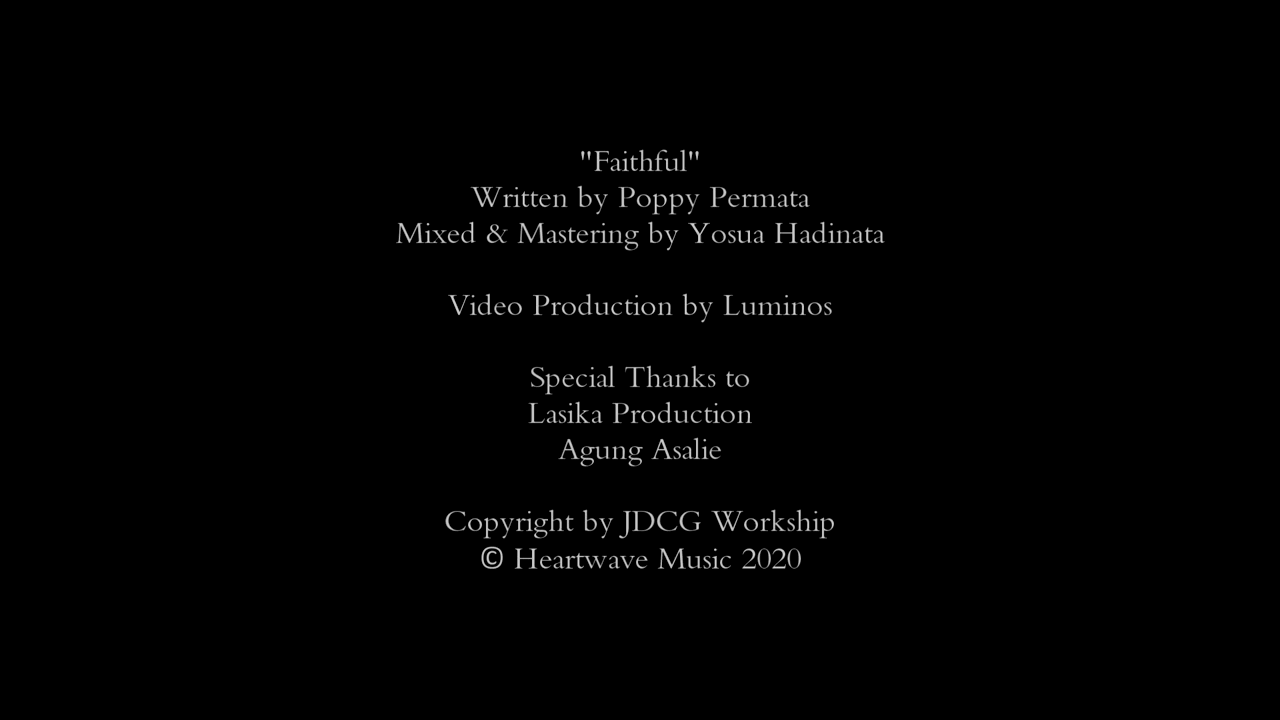 "Faithful"
Written by Poppy Permata
Mixed & Mastering by Yosua Hadinata
Video Production by Luminos
Special Thanks to
Lasika Production
Agung Asalie
Copyright by JDCG Workship
© Heartwave Music 2020